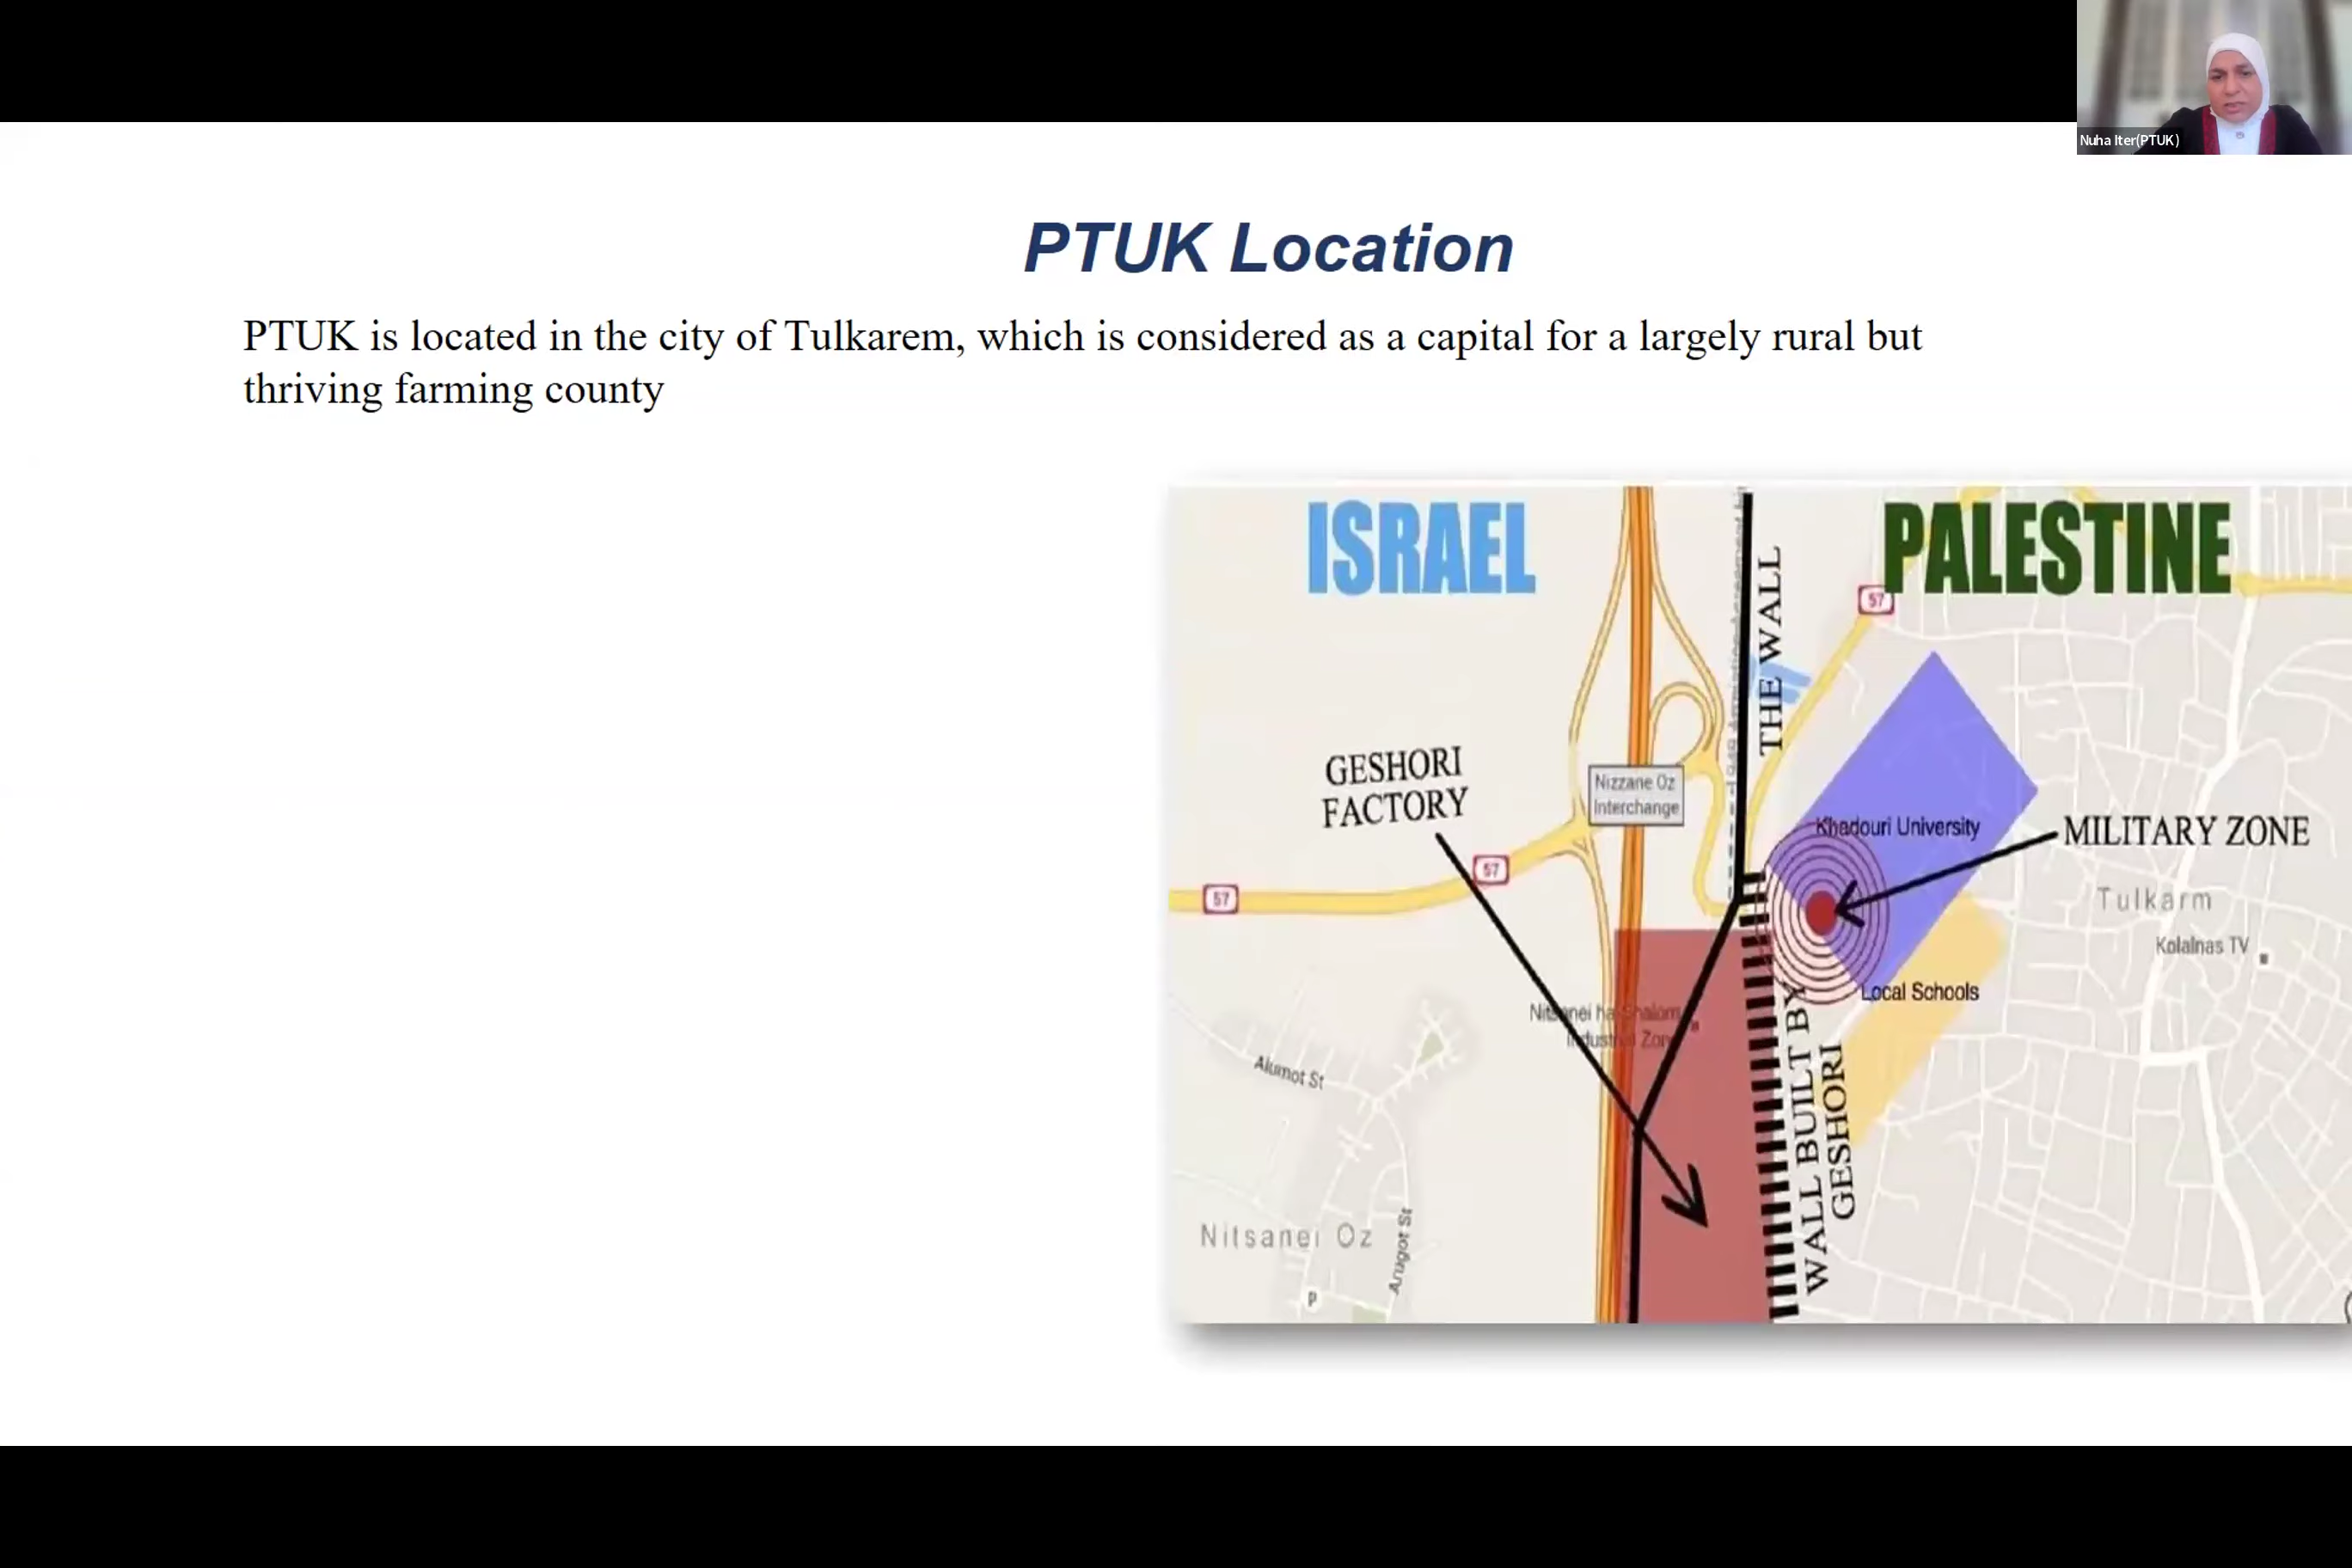 Nuha Iter(PTUK)
PTUK Location
PTUK is located in the city of Tulkarem, which is considered as a capital for a largely rural but
thriving farming county
ISRAEL
PALESTINE
THE WALL
57
GESHORI
FACTORY
Nizzane Oz
Interchange
Khadouri University
MILITARY ZONE
57
57
Tulkarm
Kolalnas TV
Local Schools
Industrial Zone
WALL BUILT BY
GESHORI
Alumot St
Nitsanei Oz
Arugot St
P